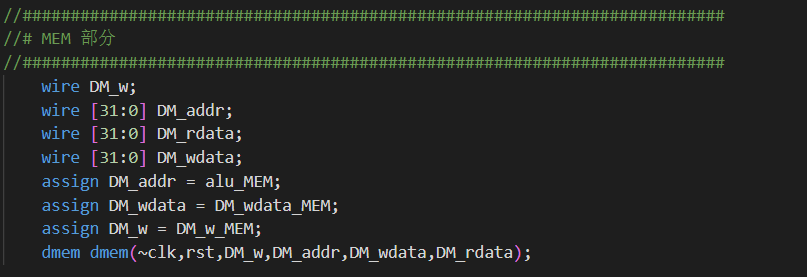 //#########################################################################
//# MEM 部分
//#########################################################################
wire DM_w;
wire [31:0] DM_addr;
wire [31:0] DM_rdata;
wire [31:0] DM_wdata;
assign DM_addr = alu_MEM;
assign DM_wdata = DM_wdata_MEM;
assign DM_w = DM_w_MEM;
dmem dmem(~clk,rst,DM_w,DM_addr,DM_wdata,DM_rdata);